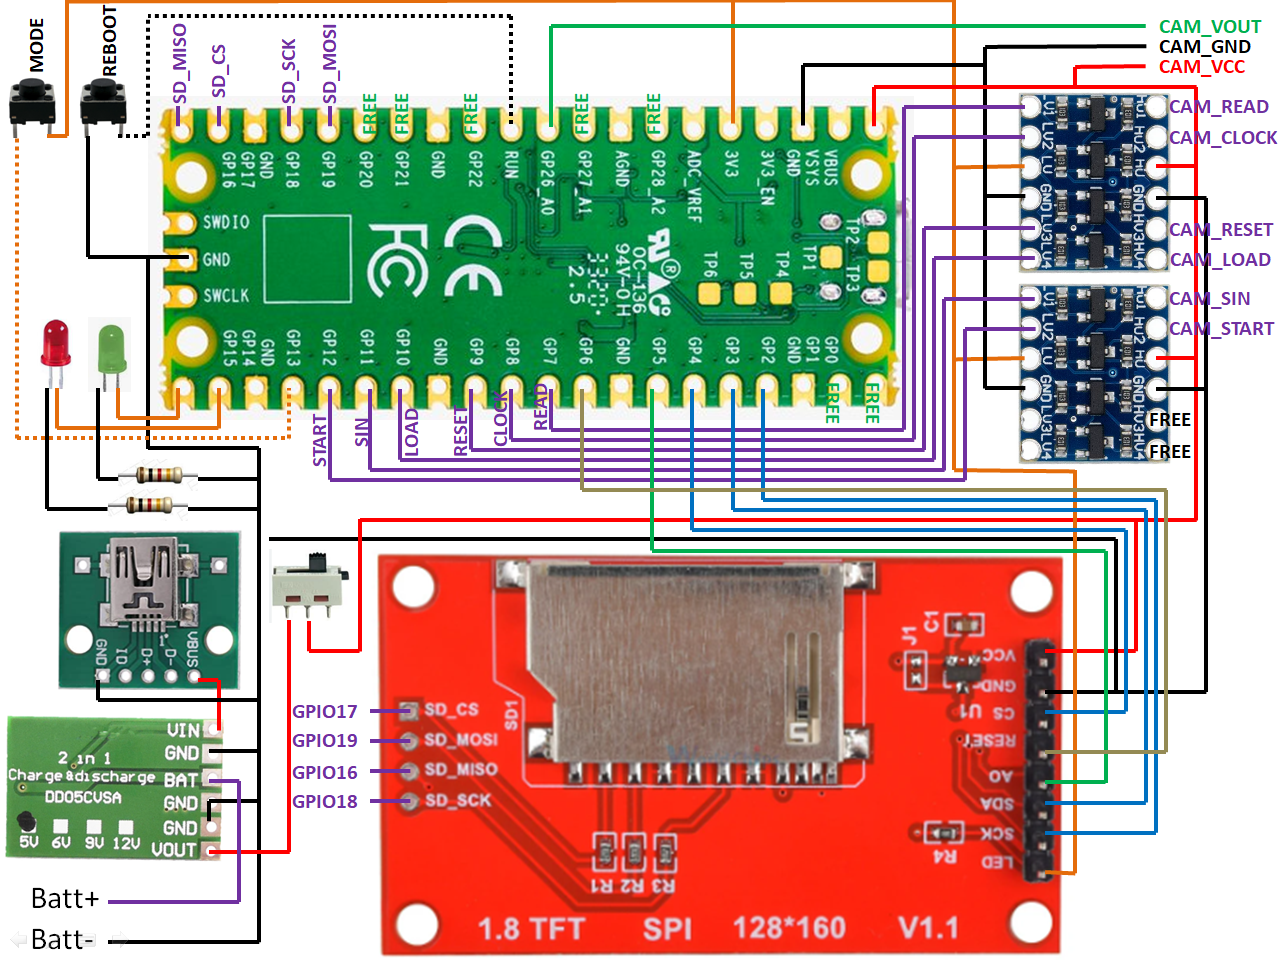 MODE
REBOOT
SD_MISO
SD_CS
SD_SCK
SD_MOSI
FREE
FREE
FREE
FREE
FREE
CAM_VOUT
CAM_GND
CAM_VCC
GP16
GP17
GND
GP18
GP19
GP20
GP21
GND
GP22
RUN
GP26_A0
GP27_A1
AGND
GP28_A2
ADC_VREF
3V3
3V3_EN
GND
VSYS
VBUS
SWDIO
GND
SWCLK
FC
CE
2.5
94V-0
OC-136
TP6
TP5
TP4
TP1
TP2
TP3
GP15
GP14
GND
GP13
GP12
GP11
GP10
GND
GP9
GP8
GP7
GP6
GND
GP5
GP4
GP3
GP2
GND
GP1
GP0
START
SIN
LOAD
RESET
CLOCK
READ
FREE
FREE
LV1
LV2
LV
GND
LV3
LV4
HV1
HV2
HV
GND
HV3
HV4
CAM_READ
CAM_CLOCK
CAM_RESET
CAM_LOAD
LV1
LV2
LV
GND
LV3
LV4
HV1
HV2
HV
GND
HV3
HV4
CAM_SIN
CAM_START
FREE
FREE
GND
ID
D+
D-
1
VBUS
2 in 1
Charge&discharge
DD05CVSA
5V 6V 9V 12V
VIN
GND
BAT
GND
GND
VOUT
Batt+
Batt-
GPIO17 SD_CS
GPIO19 SD_MOSI
GPIO16 SD_MISO
GPIO18 SD_SCK
SD1
R1 R2 R3
J1
C1
U1
R4
VCC
GND
CS
RESET
A0
SDA
SCK
LED
1.8 TFT SPI 128*160 V1.1